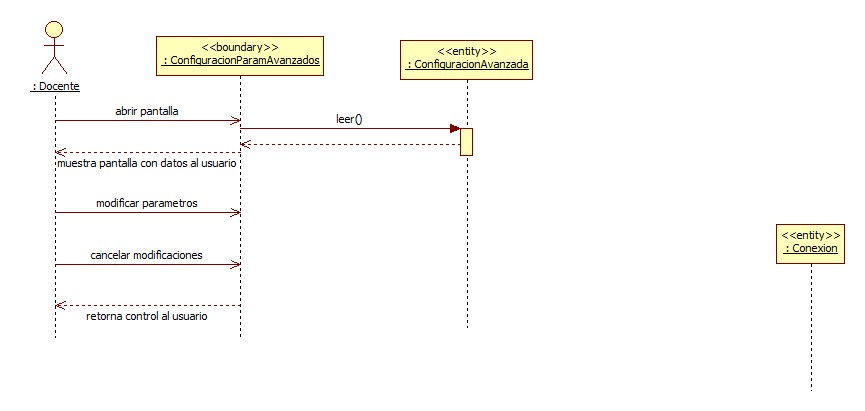 <<boundary>>
: ConfiguracionParamAvanzados
<<entity>>
: ConfiguracionAvanzada
: Docente
abrir pantalla
leer()
muestra pantalla con datos al usuario
modificar parametros
<<entity>>
: Conexion
cancelar modificaciones
retorna control al usuario